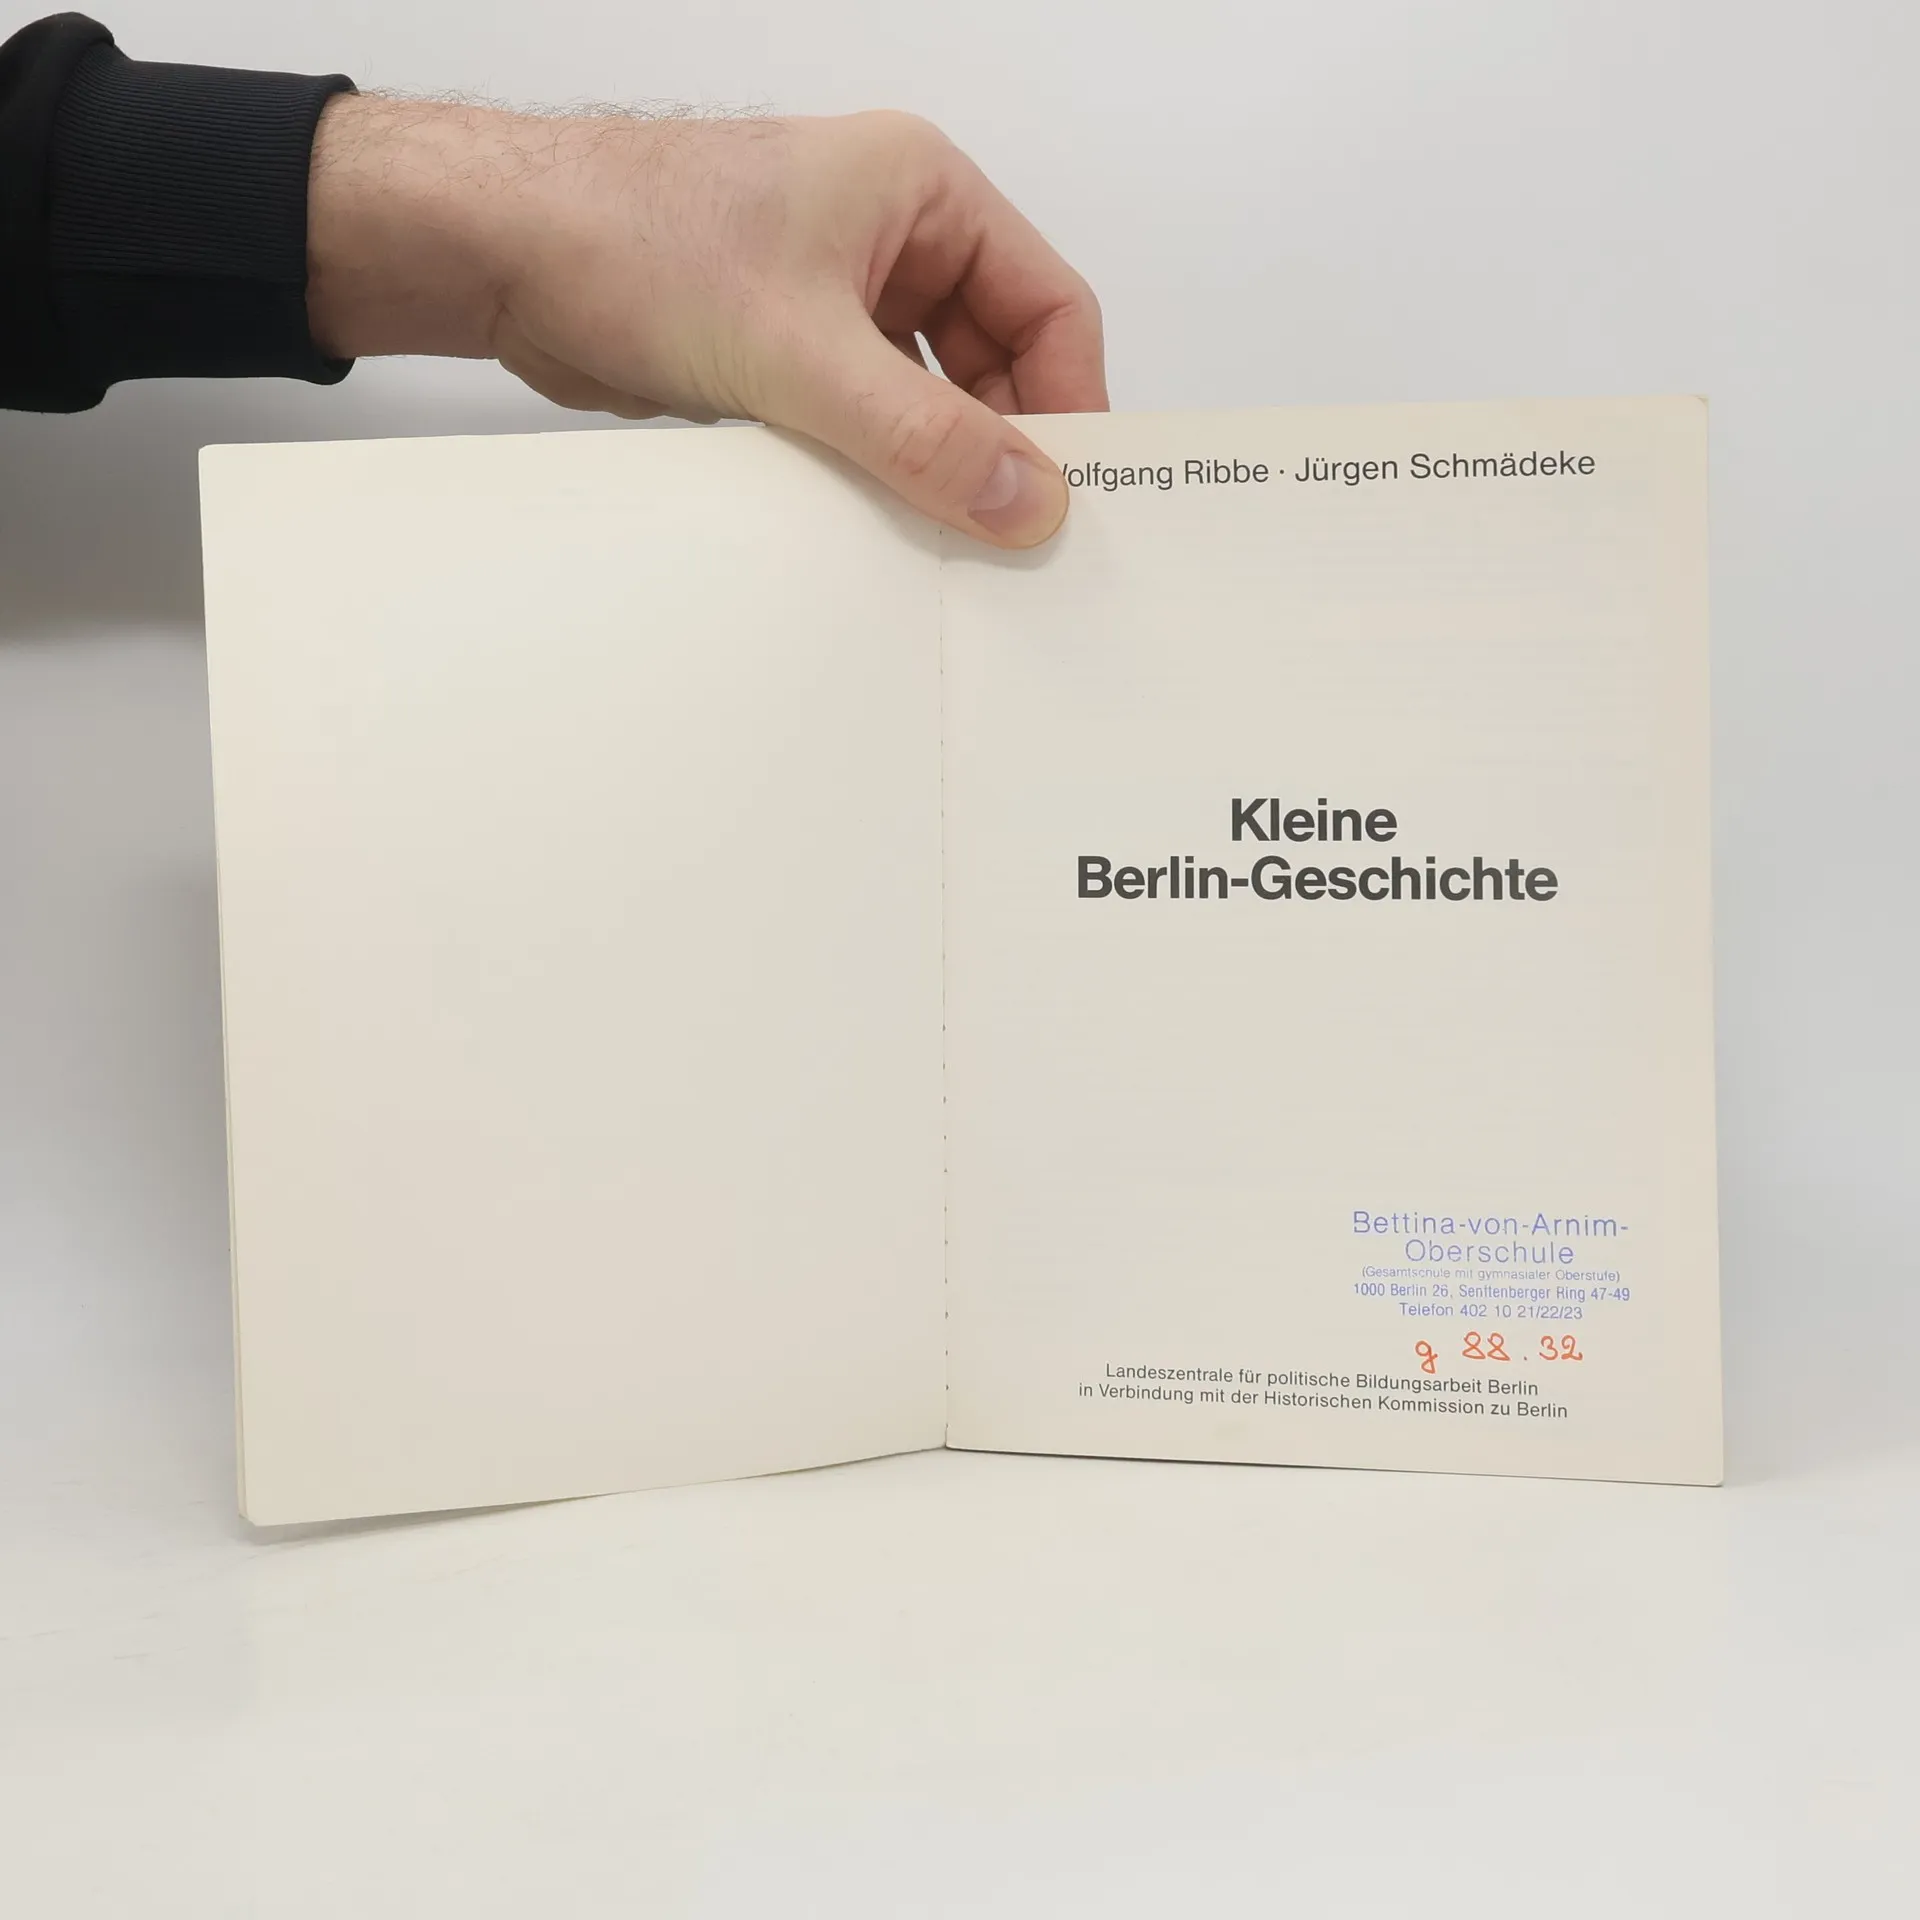 olfgang Ribbe · Jürgen Schmädeke
Kleine
Berlin-Geschichte
Bettina-von-Arnim-
Oberschule
(Gesamtschule mit gymnasialer Oberstufe)
1000 Berlin 26, Senftenberger Ring 47-49
Telefon 402 10 21/22/23
g 88.32
Landeszentrale für politische Bildungsarbeit Berlin
in Verbindung mit der Historischen Kommission zu Berlin